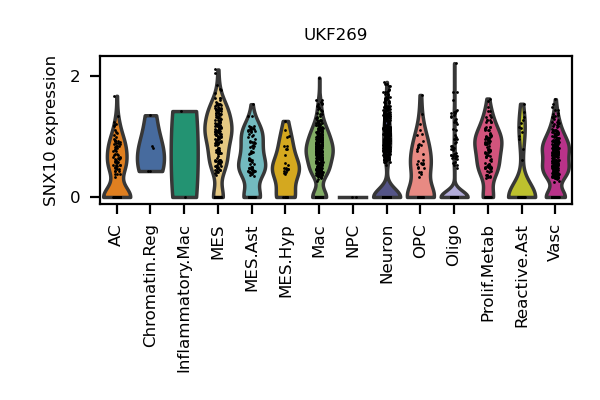 UKF269
SNX10 expression
2
0
AC
Chromatin.Reg
Inflammatory.Mac
MES
MES.Ast
MES.Hyp
Mac
NPC
Neuron
OPC
Oligo
Prolif.Metab
Reactive.Ast
Vasc